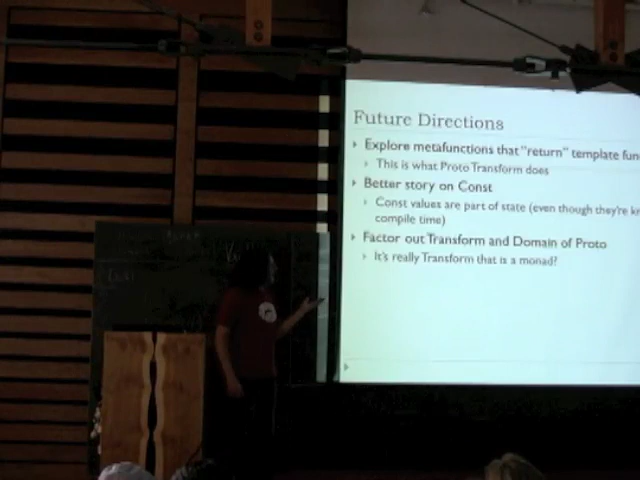 Future Directions
Explore metafunctions that "return" template fun
This is what Proto Transform does
Better story on Const
Const values are part of state (even though they're kn
compile time)
Factor out Transform and Domain of Proto
It's really Transform that is a monad?